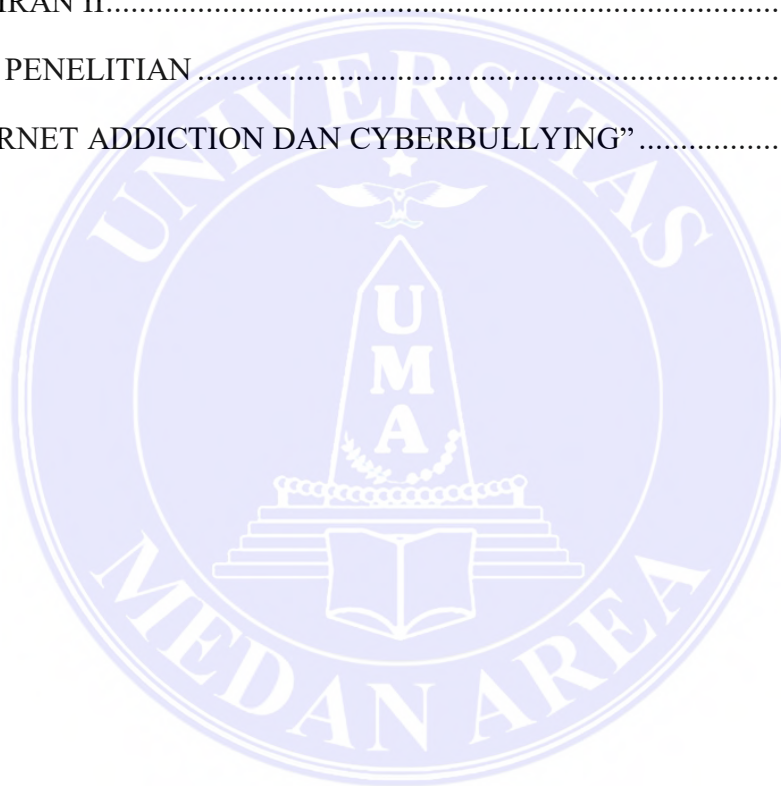 IRAN II..........................................................................................
PENELITIAN......................................................................
RNET ADDICTION DAN CYBERBULLYING”.................
UNIVERSITAS
UMA
MEDAN AREA